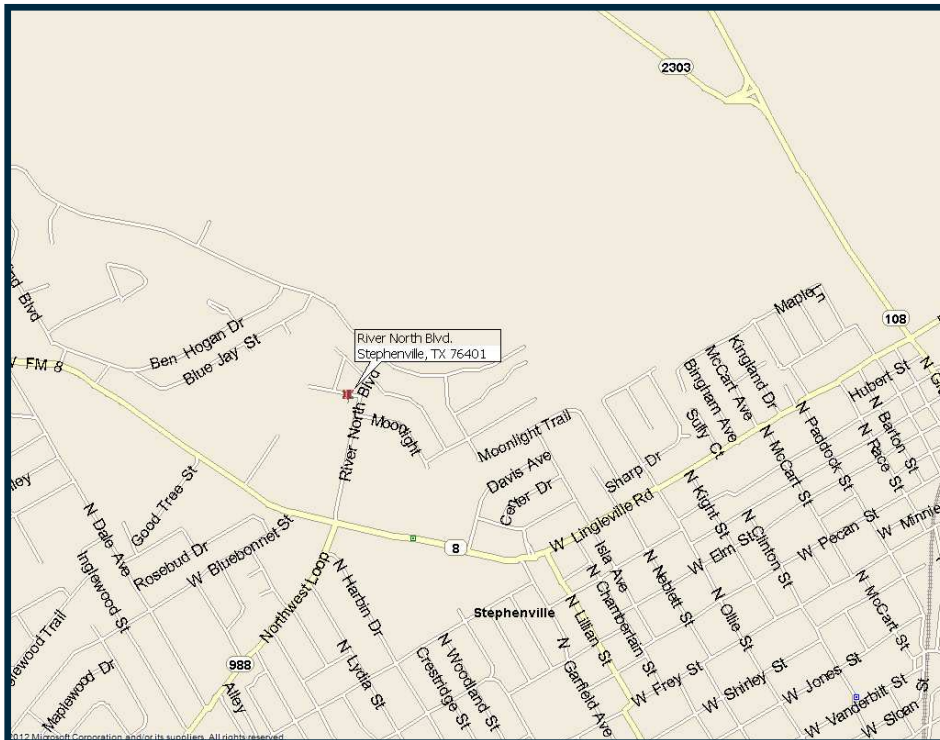 2303
108
Maple Ln
Blvd
Ben Hogan Dr
Blue Jay St
River North Blvd.
Stephenville, TX 76401
FM 8
River North Blvd
Moonlight
Moonlight Trail
Kingland Dr
McCart Ave
Bingham Ave
Sully Ct
Hubert St
N Barton St
N Race St
N Paddock St
N McCart St
Davis Ave
Center Dr
Sharp Dr
W Lingleville Rd
N Kight St
N Clinton St
W Pecan St
W Minnie
W Elm St
Good Tree St
N Dale Ave
Rosebud Dr
W Bluebonnet St
Inglewood St
8
Northwest Loop
N Harbin Dr
Isla Ave
N Chamberlain St
N Neblett St
N Ollie St
N McCart St
Stephenville
N Lillian St
N Garfield Ave
N Woodland St
Crestridge St
N Lydia St
988
Alley
Maplewood Dr
W Frey St
W Shirley St
W Jones St
W Vanderbilt St
W Sloan
2012 Microsoft Corporation and/or its suppliers. All rights reserved.